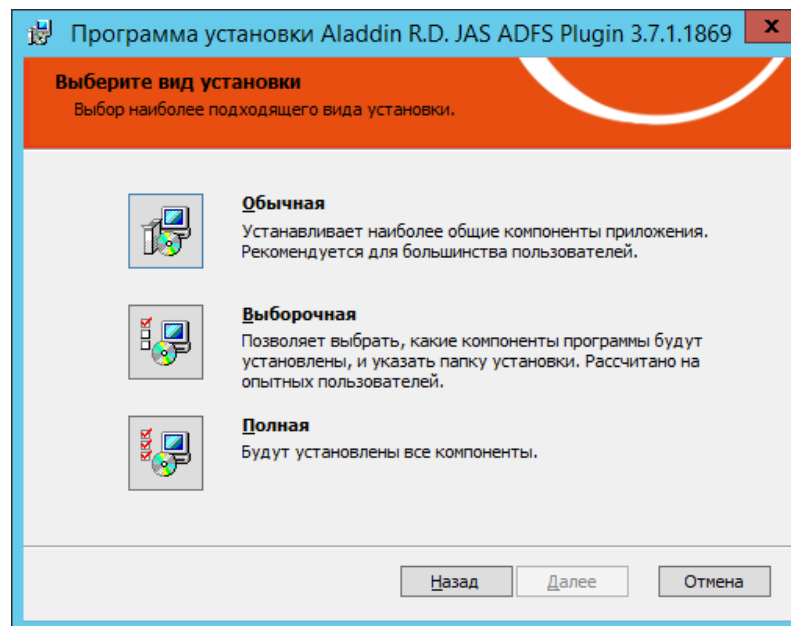 Программа установки Aladdin R.D. JAS ADFS Plugin 3.7.1.1869
Выберите вид установки
Выбор наиболее подходящего вида установки.
Обычная
Устанавливает наиболее общие компоненты приложения.
Рекомендуется для большинства пользователей.
Выборочная
Позволяет выбрать, какие компоненты программы будут
установлены, и указать папку установки. Рассчитано на
опытных пользователей.
Полная
Будут установлены все компоненты.
Назад Далее Отмена